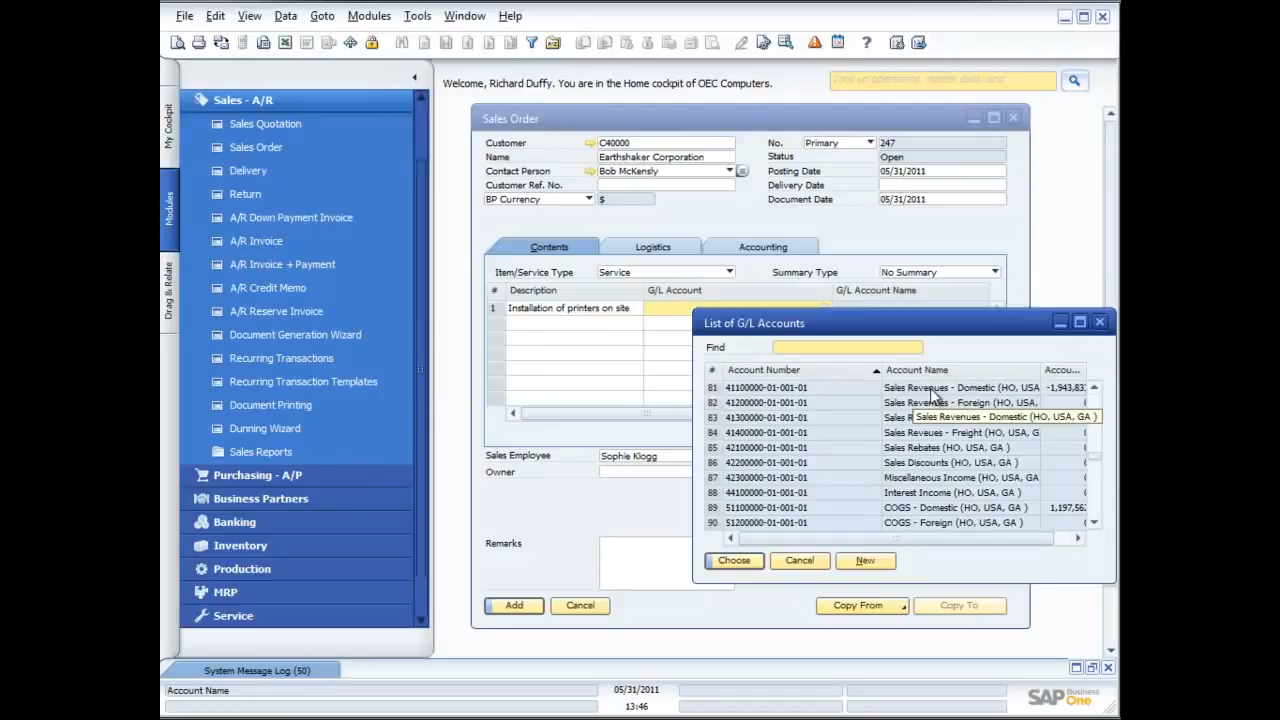 File Edit View Data Goto Modules Tools Window Help
Welcome, Richard Duffy. You are in the Home cockpit of OEC Computers.
My Cockpit
Modules
Drag & Relate
Sales - A/R
Sales Quotation
Sales Order
Delivery
Return
A/R Down Payment Invoice
A/R Invoice
A/R Invoice + Payment
A/R Credit Memo
A/R Reserve Invoice
Document Generation Wizard
Recurring Transactions
Recurring Transaction Templates
Document Printing
Dunning Wizard
Sales Reports
Purchasing - A/P
Business Partners
Banking
Inventory
Production
MRP
Service
Sales Order
Customer C40000 No. Primary 247
Name Earthshaker Corporation Status Open
Contact Person Bob McKensly Posting Date 05/31/2011
Customer Ref. No. Delivery Date
BP Currency $ Document Date 05/31/2011
Contents Logistics Accounting
Item/Service Type Service Summary Type No Summary
# Description G/L Account G/L Account Name
1 Installation of printers on site
Sales Employee Sophie Klogg
Owner
Remarks
Add Cancel Copy From Copy To
List of G/L Accounts
Find
# Account Number Account Name Accou...
81 41100000-01-001-01 Sales Revenues - Domestic (HO, USA -1,943,83
82 41200000-01-001-01 Sales Revenues - Foreign (HO, USA,
83 41300000-01-001-01 Sales R
Sales Revenues - Domestic (HO, USA, GA )
84 41400000-01-001-01 Sales Reveues - Freight (HO, USA, G
85 42100000-01-001-01 Sales Rebates (HO, USA, GA )
86 42200000-01-001-01 Sales Discounts (HO, USA, GA )
87 42300000-01-001-01 Miscellaneous Income (HO, USA, GA
88 44100000-01-001-01 Interest Income (HO, USA, GA )
89 51100000-01-001-01 COGS - Domestic (HO, USA, GA ) 1,197,56
90 51200000-01-001-01 COGS - Foreign (HO, USA, GA )
Choose Cancel New
System Message Log (50)
Account Name 05/31/2011
13:46
SAP Business One